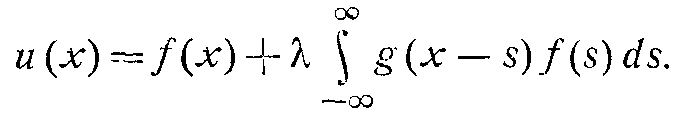 u(x) = f(x) + λ ∫_{-∞}^{∞} g(x − s) f(s) ds.